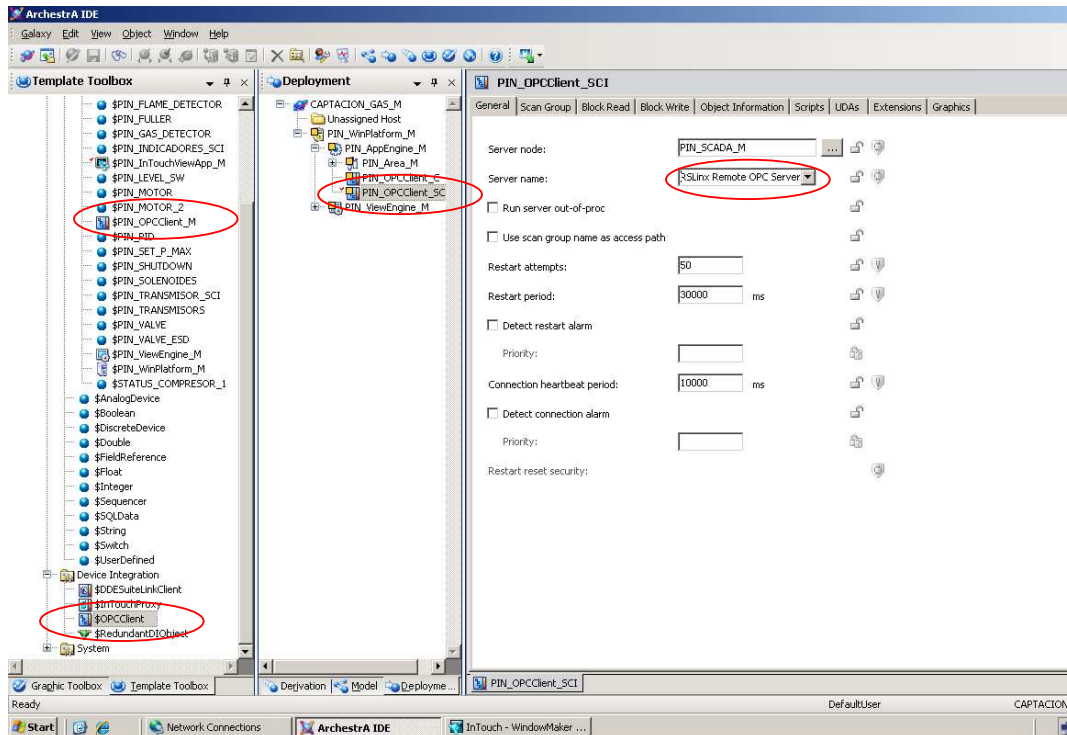 ArchestrA IDE
Galaxy Edit View Object Window Help
Template Toolbox
$PIN_FLAME_DETECTOR
$PIN_FULLER
$PIN_GAS_DETECTOR
$PIN_INDICADORES_SCI
$PIN_InTouchViewApp_M
$PIN_LEVEL_SW
$PIN_MOTOR
$PIN_MOTOR_2
$PIN_OPCClient_M
$PIN_PID
$PIN_SET_P_MAX
$PIN_SHUTDOWN
$PIN_SOLENOIDES
$PIN_TRANSMISOR_SCI
$PIN_TRANSMISORS
$PIN_VALVE
$PIN_VALVE_ESD
$PIN_ViewEngine_M
$PIN_WinPlatform_M
$STATUS_COMPRESOR_1
$AnalogDevice
$Boolean
$DiscreteDevice
$Double
$FieldReference
$Float
$Integer
$Sequencer
$SQLData
$String
$Switch
$UserDefined
Device Integration
$DDESuiteLinkClient
$InTouchProxy
$OPCClient
$RedundantDIObject
System
Graphic Toolbox Template Toolbox
Deployment
CAPTACION_GAS_M
Unassigned Host
PIN_WinPlatform_M
PIN_AppEngine_M
PIN_Area_M
PIN_OPCClient_C
PIN_OPCClient_SC
PIN_ViewEngine_M
Derivation Model Deployme...
PIN_OPCClient_SCI
General Scan Group Block Read Block Write Object Information Scripts UDAs Extensions Graphics
Server node: PIN_SCADA_M ...
Server name: RSLinx Remote OPC Server
Run server out-of-proc
Use scan group name as access path
Restart attempts: 50
Restart period: 30000 ms
Detect restart alarm
Priority:
Connection heartbeat period: 10000 ms
Detect connection alarm
Priority:
Restart reset security:
PIN_OPCClient_SCI
Ready DefaultUser CAPTACION
Start Network Connections ArchestrA IDE InTouch - WindowMaker ...